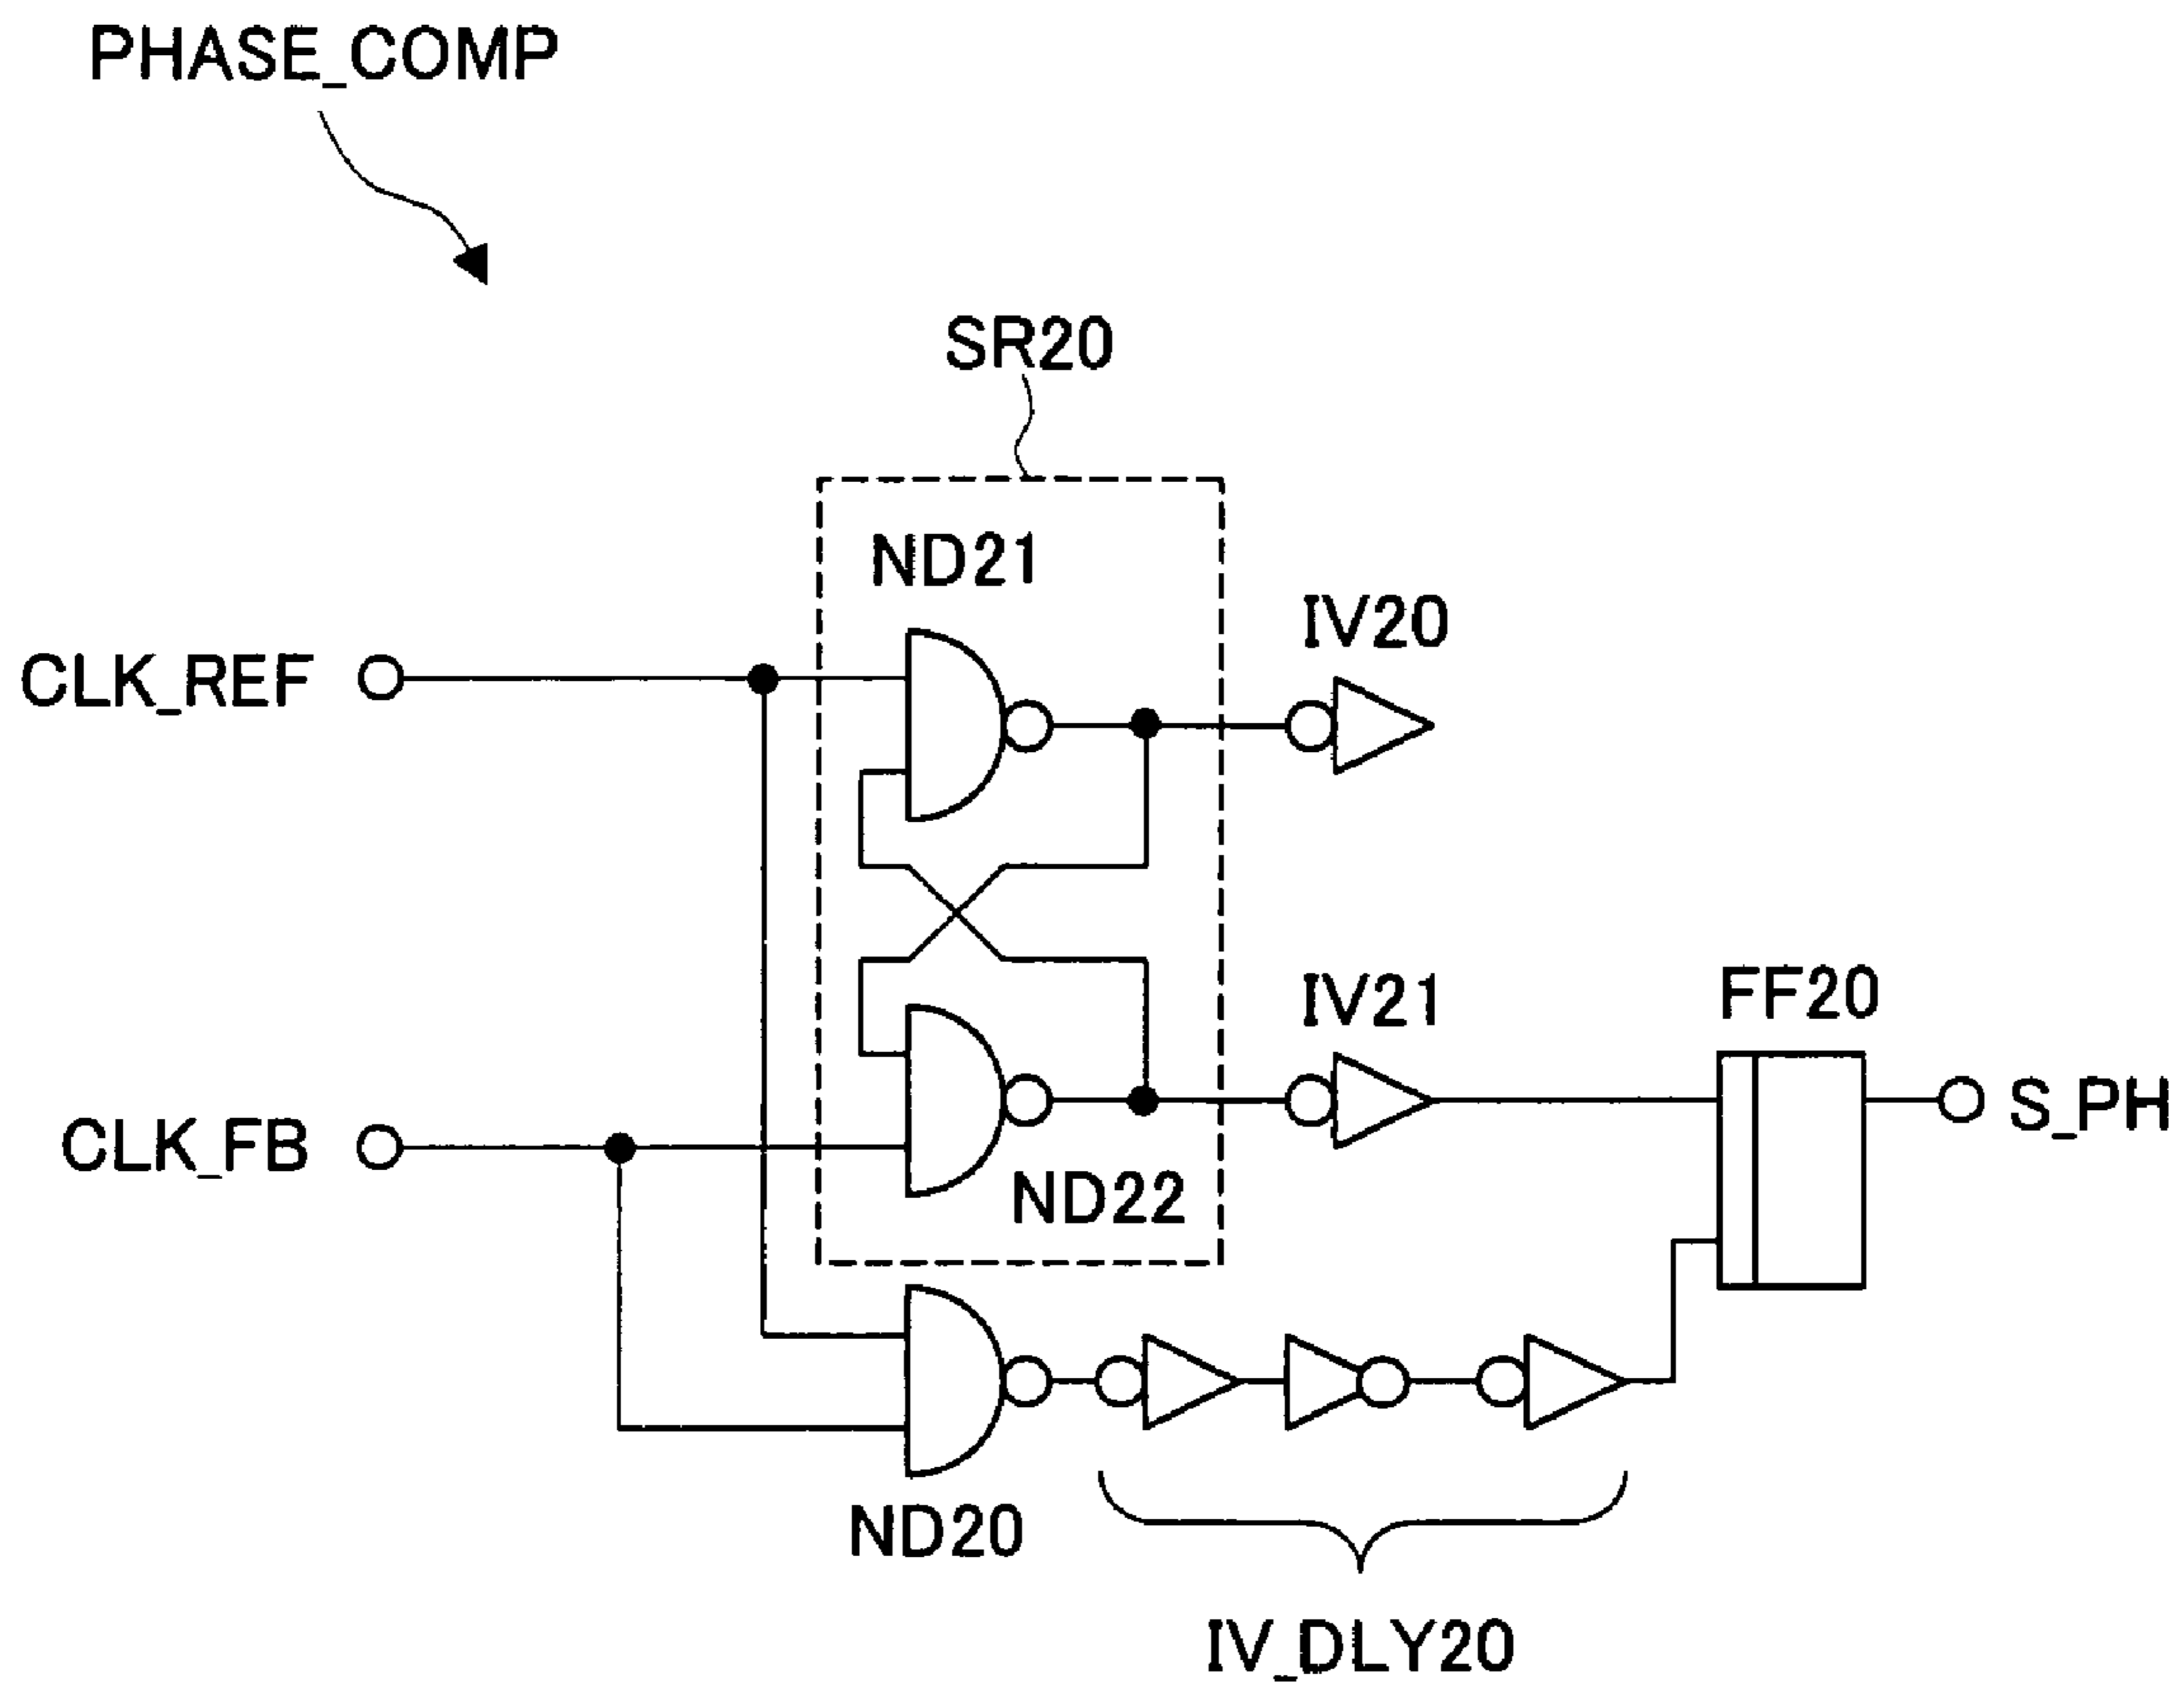 PHASE_COMP
SR20
ND21
IV20
CLK_REF
IV21
FF20
S_PH
CLK_FB
ND22
ND20
IV_DLY20